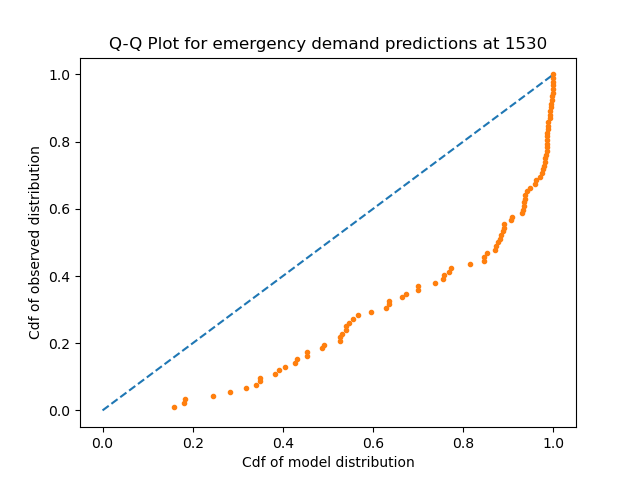 Q-Q Plot for emergency demand predictions at 1530
1.0
0.8
0.6
0.4
0.2
0.0
Cdf of observed distribution
0.0 0.2 0.4 0.6 0.8 1.0
Cdf of model distribution